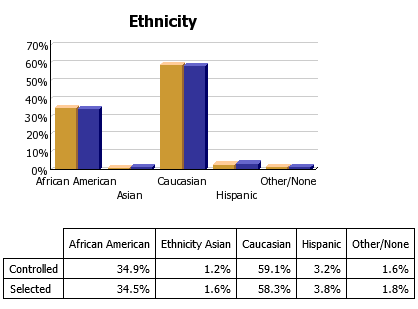 Ethnicity
70%
60%
50%
40%
30%
20%
10%
0%
African American
Asian
Caucasian
Hispanic
Other/None
African American Ethnicity Asian Caucasian Hispanic Other/None
Controlled 34.9% 1.2% 59.1% 3.2% 1.6%
Selected 34.5% 1.6% 58.3% 3.8% 1.8%